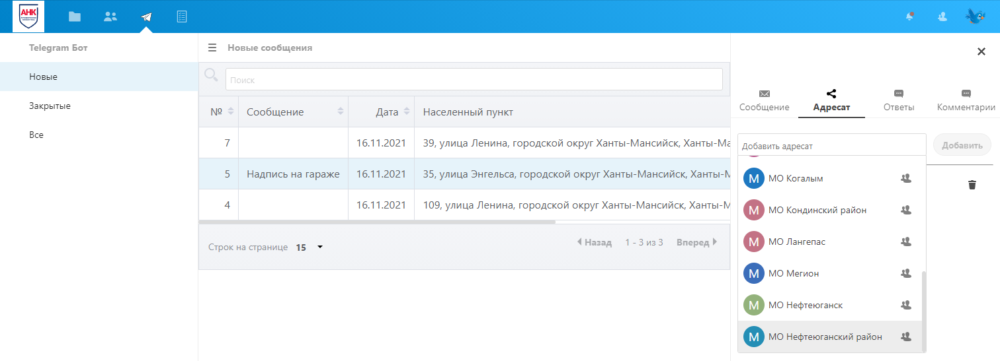 АНК
Telegram Бот
Новые
Закрытые
Все
Новые сообщения
Поиск
№ Сообщение Дата Населенный пункт
7 16.11.2021 39, улица Ленина, городской округ Ханты-Мансийск, Ханты-Ма
5 Надпись на гараже 16.11.2021 35, улица Энгельса, городской округ Ханты-Мансийск, Ханты-М
4 16.11.2021 109, улица Ленина, городской округ Ханты-Мансийск, Ханты-М
Строк на странице 15
Назад 1 - 3 из 3 Вперед
Сообщение Адресат Ответы Комментарии
Добавить адресат Добавить
М МО Когалым
М МО Кондинский район
М МО Лангепас
М МО Мегион
М МО Нефтеюганск
М МО Нефтеюганский район